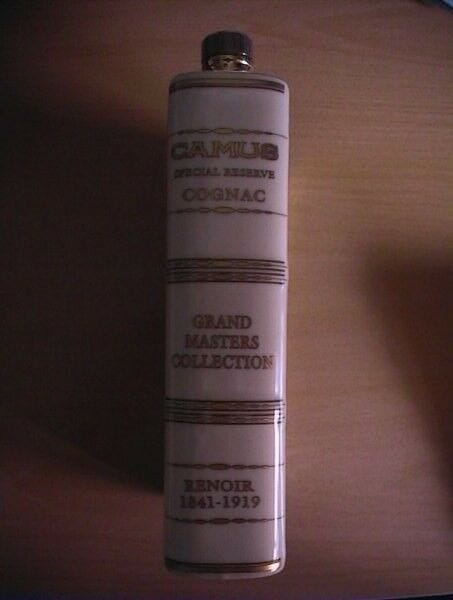 CAMUS
SPECIAL RESERVE
COGNAC
GRAND
MASTERS
COLLECTION
RENOIR
1841-1919